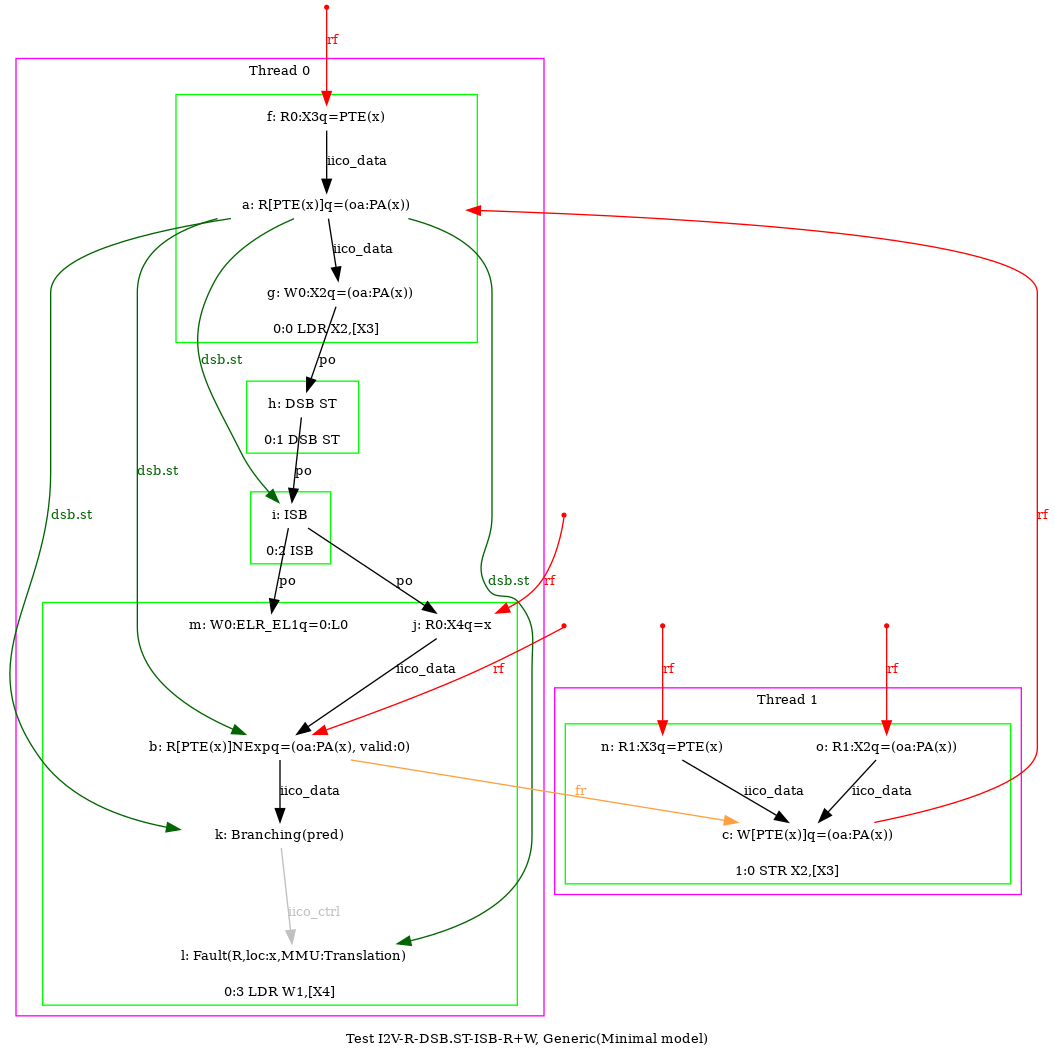 rf
Thread 0
f: R0:X3q=PTE(x)
iico_data
a: R[PTE(x)]q=(oa:PA(x))
iico_data
g: W0:X2q=(oa:PA(x))
0:0 LDR X2,[X3]
dsb.st
po
h: DSB ST
0:1 DSB ST
dsb.st
po
dsb.st
i: ISB
rf
0:2 ISB
po
po
dsb.st
rf
m: W0:ELR_EL1q=0:L0
j: R0:X4q=x
iico_data
rf
rf
rf
Thread 1
b: R[PTE(x)]NExpq=(oa:PA(x), valid:0)
n: R1:X3q=PTE(x)
o: R1:X2q=(oa:PA(x))
iico_data
fr
iico_data
iico_data
k: Branching(pred)
c: W[PTE(x)]q=(oa:PA(x))
1:0 STR X2,[X3]
iico_ctrl
l: Fault(R,loc:x,MMU:Translation)
0:3 LDR W1,[X4]
Test I2V-R-DSB.ST-ISB-R+W, Generic(Minimal model)